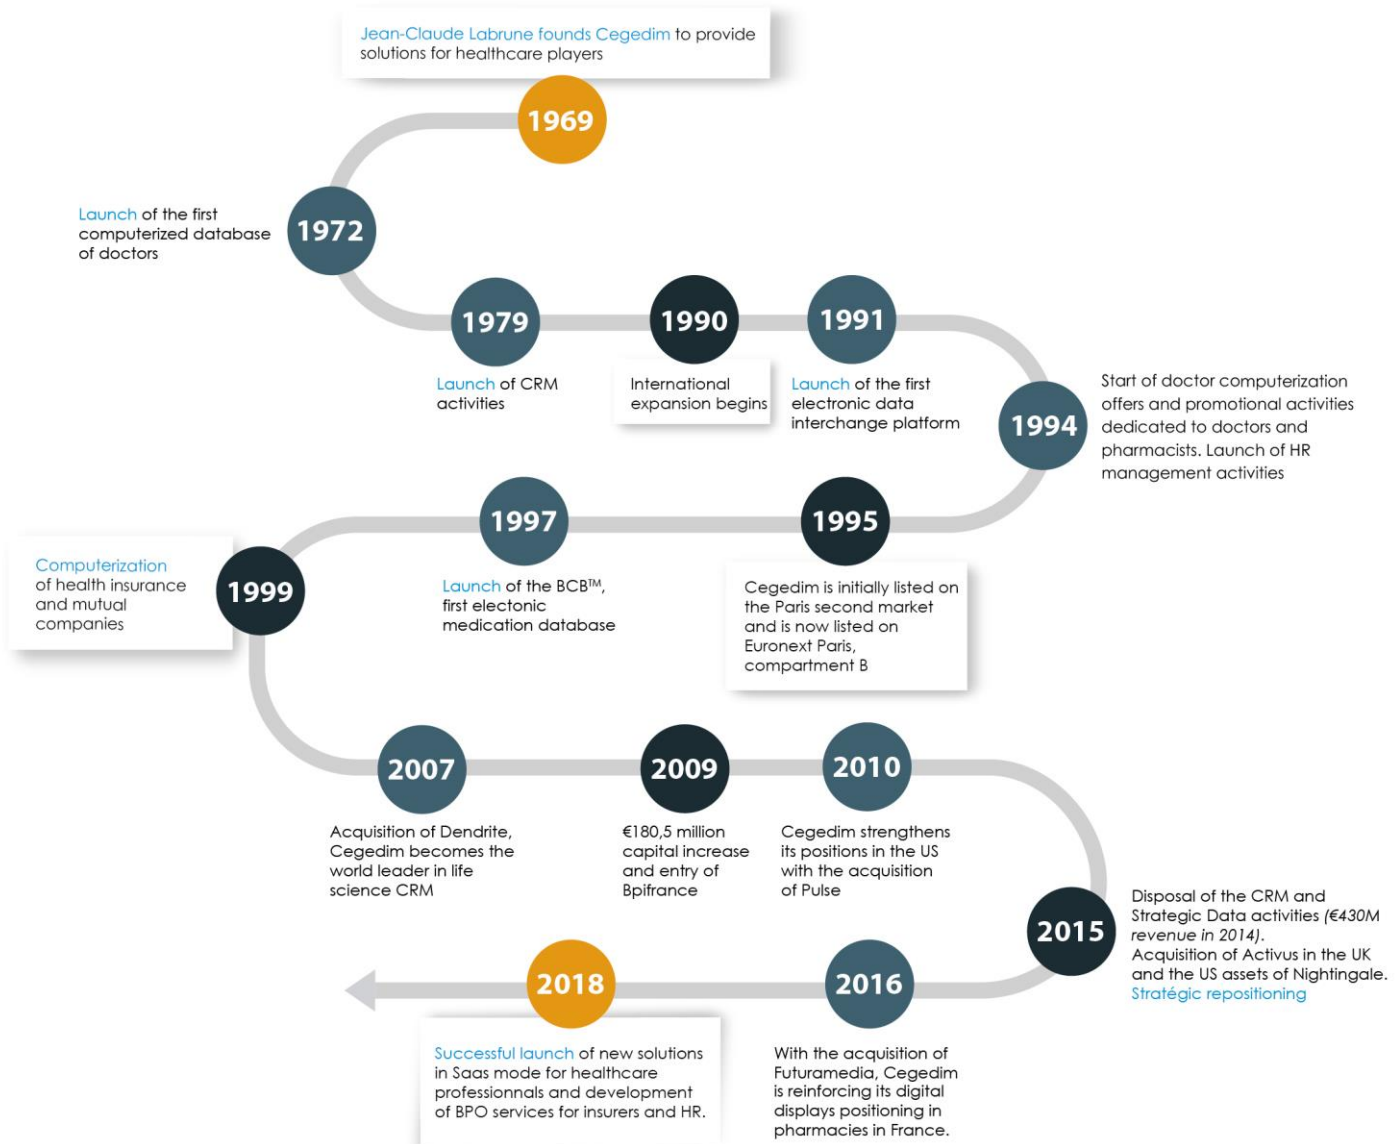 Jean-Claude Labrune founds Cegedim to provide
solutions for healthcare players
1969
Launch of the first
computerized database
of doctors
1972
1979
Launch of CRM
activities
1990
International
expansion begins
1991
Launch of the first
electronic data
interchange platform
1994
Start of doctor computerization
offers and promotional activities
dedicated to doctors and
pharmacists. Launch of HR
management activities
1995
Cegedim is initially listed on
the Paris second market
and is now listed on
Euronext Paris,
compartment B
1997
Launch of the BCB™,
first electonic
medication database
1999
Computerization
of health insurance
and mutual
companies
2007
Acquisition of Dendrite,
Cegedim becomes the
world leader in life
science CRM
2009
€180,5 million
capital increase
and entry of
Bpifrance
2010
Cegedim strengthens
its positions in the US
with the acquisition
of Pulse
2015
Disposal of the CRM and
Strategic Data activities (€430M
revenue in 2014).
Acquisition of Activus in the UK
and the US assets of Nightingale.
Stratégic repositioning
2016
With the acquisition of
Futuramedia, Cegedim
is reinforcing its digital
displays positioning in
pharmacies in France.
2018
Successful launch of new solutions
in Saas mode for healthcare
professionnals and development
of BPO services for insurers and HR.